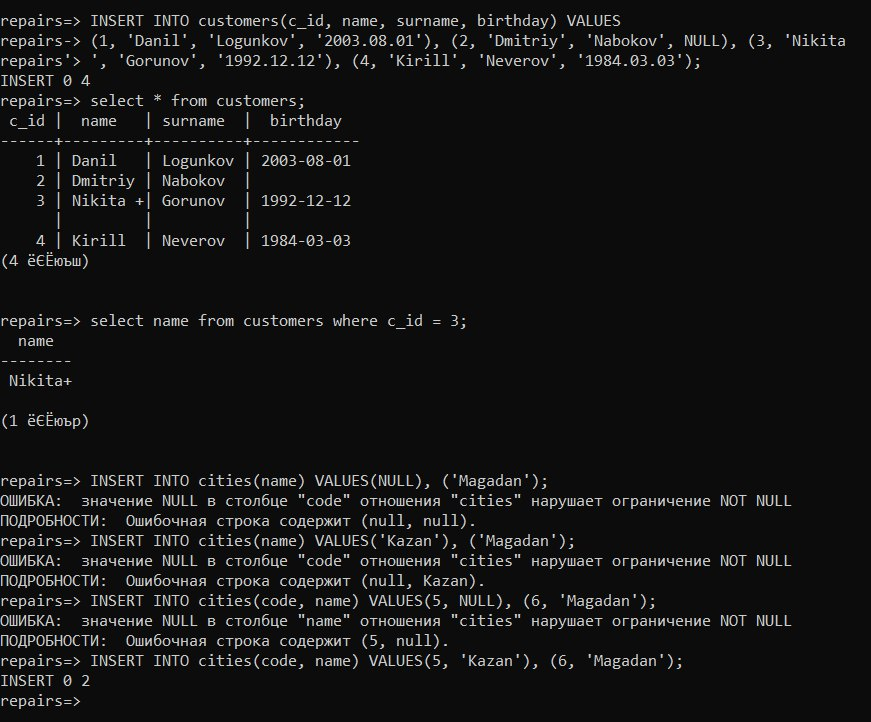 repairs=> INSERT INTO customers(c_id, name, surname, birthday) VALUES
repairs-> (1, 'Danil', 'Logunkov', '2003.08.01'), (2, 'Dmitriy', 'Nabokov', NULL), (3, 'Nikita
repairs'> ', 'Gorunov', '1992.12.12'), (4, 'Kirill', 'Neverov', '1984.03.03');
INSERT 0 4
repairs=> select * from customers;
 c_id |  name   | surname  |  birthday
------+---------+----------+------------
    1 | Danil   | Logunkov | 2003-08-01
    2 | Dmitriy | Nabokov  |
    3 | Nikita +| Gorunov  | 1992-12-12
      |         |          |
    4 | Kirill  | Neverov  | 1984-03-03
(4 ёЄЁюъш)
repairs=> select name from customers where c_id = 3;
  name
--------
 Nikita+
(1 ёЄЁюър)
repairs=> INSERT INTO cities(name) VALUES(NULL), ('Magadan');
ОШИБКА:  значение NULL в столбце "code" отношения "cities" нарушает ограничение NOT NULL
ПОДРОБНОСТИ:  Ошибочная строка содержит (null, null).
repairs=> INSERT INTO cities(name) VALUES('Kazan'), ('Magadan');
ОШИБКА:  значение NULL в столбце "code" отношения "cities" нарушает ограничение NOT NULL
ПОДРОБНОСТИ:  Ошибочная строка содержит (null, Kazan).
repairs=> INSERT INTO cities(code, name) VALUES(5, NULL), (6, 'Magadan');
ОШИБКА:  значение NULL в столбце "name" отношения "cities" нарушает ограничение NOT NULL
ПОДРОБНОСТИ:  Ошибочная строка содержит (5, null).
repairs=> INSERT INTO cities(code, name) VALUES(5, 'Kazan'), (6, 'Magadan');
INSERT 0 2
repairs=>